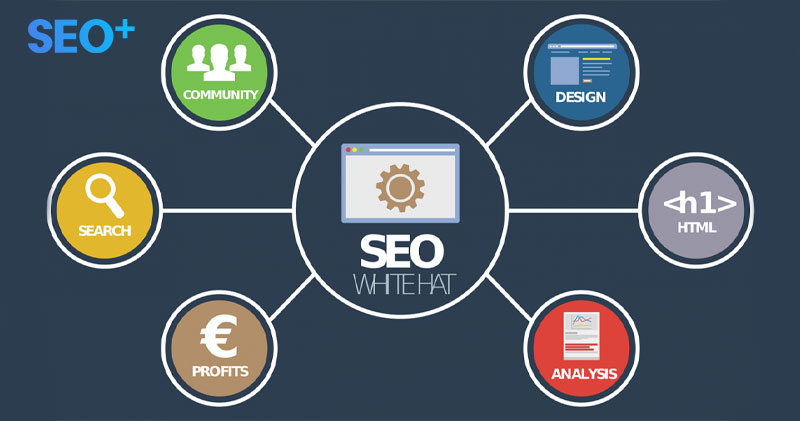 SEO+
COMMUNITY
DESIGN
SEARCH
SEO
WHITE HAT
<h1>
HTML
€
PROFITS
ANALYSIS